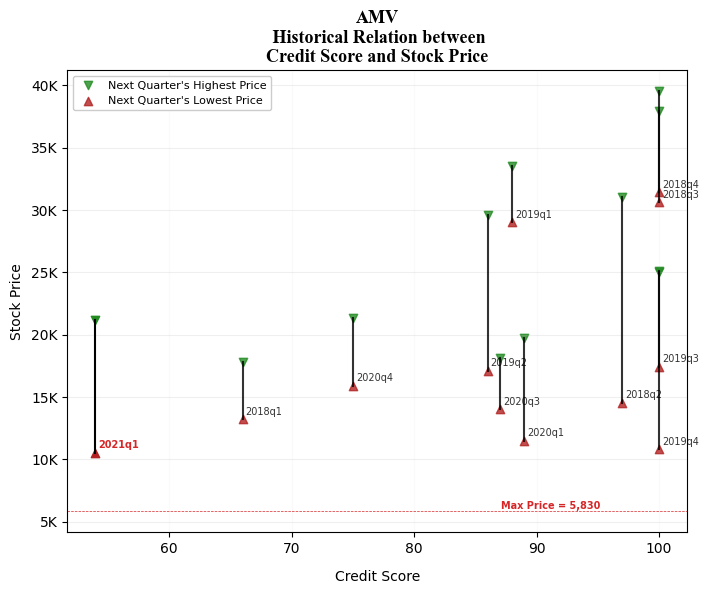 AMV
Historical Relation between
Credit Score and Stock Price
Next Quarter's Highest Price
Next Quarter's Lowest Price
40K
35K
30K
25K
20K
15K
10K
5K
Stock Price
2018q4
2018q3
2019q1
2019q2
2019q3
2020q4
2018q2
2020q3
2018q1
2020q1
2019q4
2021q1
Max Price = 5,830
60
70
80
90
100
Credit Score